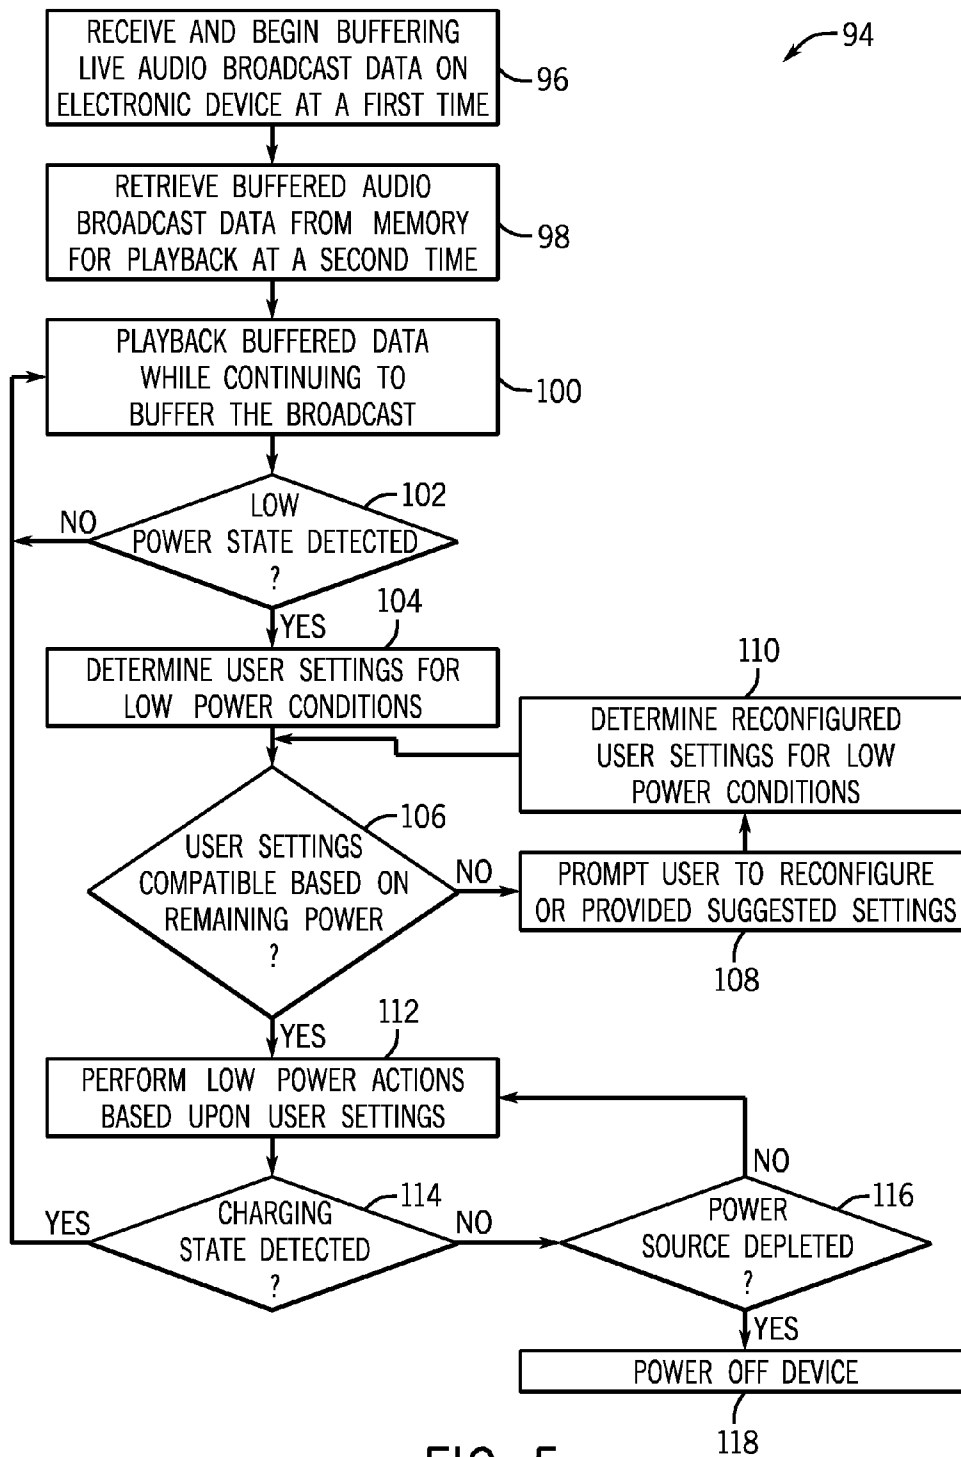 RECEIVE AND BEGIN BUFFERING
LIVE AUDIO BROADCAST DATA ON
ELECTRONIC DEVICE AT A FIRST TIME
94
96
RETRIEVE BUFFERED AUDIO
BROADCAST DATA FROM MEMORY
FOR PLAYBACK AT A SECOND TIME
98
PLAYBACK BUFFERED DATA
WHILE CONTINUING TO
BUFFER THE BROADCAST
100
LOW
POWER STATE DETECTED
?
102
NO
YES
104
DETERMINE USER SETTINGS FOR
LOW POWER CONDITIONS
110
DETERMINE RECONFIGURED
USER SETTINGS FOR LOW
POWER CONDITIONS
106
USER SETTINGS
COMPATIBLE BASED ON
REMAINING POWER
?
NO
PROMPT USER TO RECONFIGURE
OR PROVIDED SUGGESTED SETTINGS
108
YES
112
PERFORM LOW POWER ACTIONS
BASED UPON USER SETTINGS
114
CHARGING
STATE DETECTED
?
YES
NO
NO
116
POWER
SOURCE DEPLETED
?
YES
POWER OFF DEVICE
118
FIG. 5